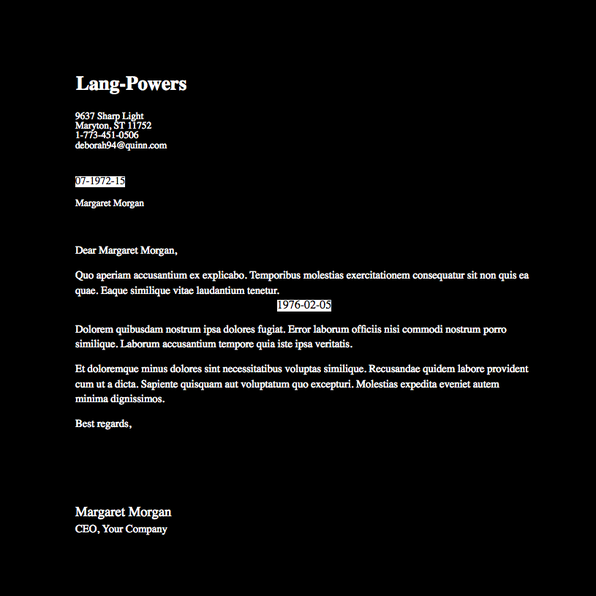 Lang-Powers
9637 Sharp Light
Maryton, ST 11752
1-773-451-0506
deborah94@quinn.com
07-1972-15
Margaret Morgan
Dear Margaret Morgan,
Quo aperiam accusantium ex explicabo. Temporibus molestias exercitationem consequatur sit non quis ea
quae. Eaque similique vitae laudantium tenetur.
1976-02-05
Dolorem quibusdam nostrum ipsa dolores fugiat. Error laborum officiis nisi commodi nostrum porro
similique. Laborum accusantium tempore quia iste ipsa veritatis.
Et doloremque minus dolores sint necessitatibus voluptas similique. Recusandae quidem labore provident
cum ut a dicta. Sapiente quisquam aut voluptatum quo excepturi. Molestias expedita eveniet autem
minima dignissimos.
Best regards,
Margaret Morgan
CEO, Your Company